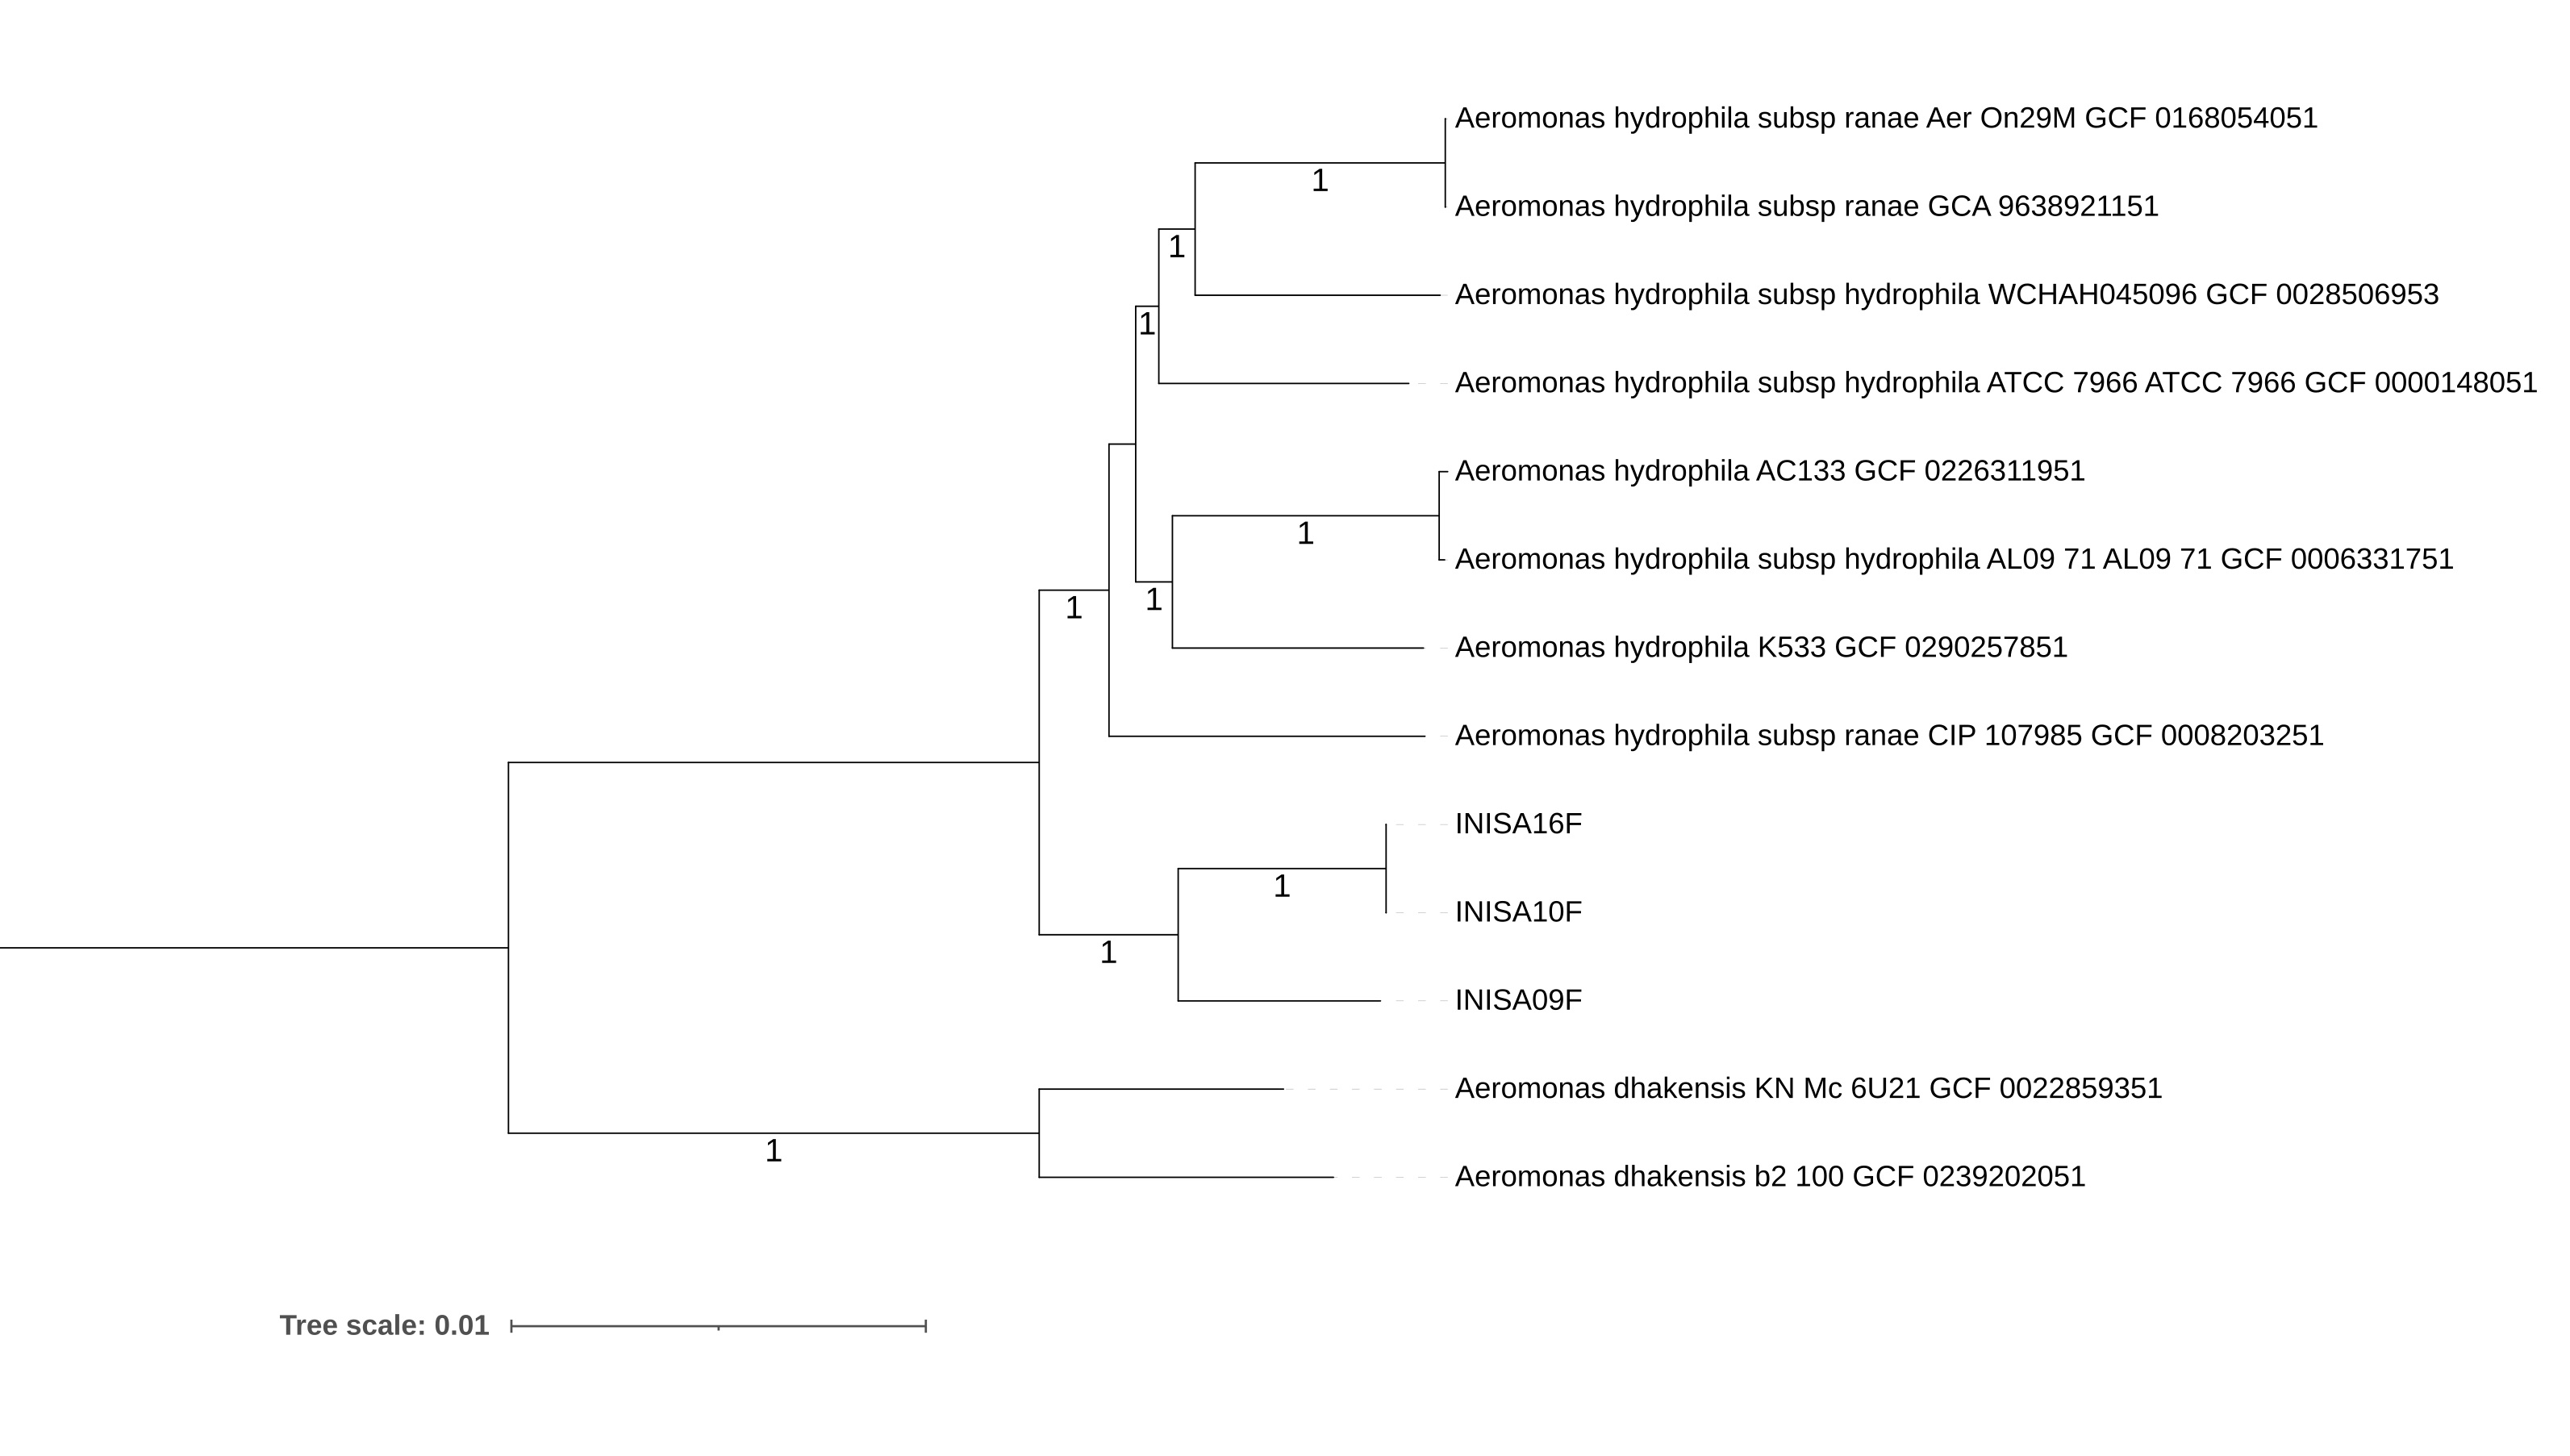 Aeromonas hydrophila subsp ranae Aer On29M GCF 0168054051
1
Aeromonas hydrophila subsp ranae GCA 9638921151
1
Aeromonas hydrophila subsp hydrophila WCHAH045096 GCF 0028506953
1
Aeromonas hydrophila subsp hydrophila ATCC 7966 ATCC 7966 GCF 0000148051
Aeromonas hydrophila AC133 GCF 0226311951
1
Aeromonas hydrophila subsp hydrophila AL09 71 AL09 71 GCF 0006331751
1
1
Aeromonas hydrophila K533 GCF 0290257851
Aeromonas hydrophila subsp ranae CIP 107985 GCF 0008203251
INISA16F
1
INISA10F
1
INISA09F
Aeromonas dhakensis KN Mc 6U21 GCF 0022859351
1
Aeromonas dhakensis b2 100 GCF 0239202051
Tree scale: 0.01